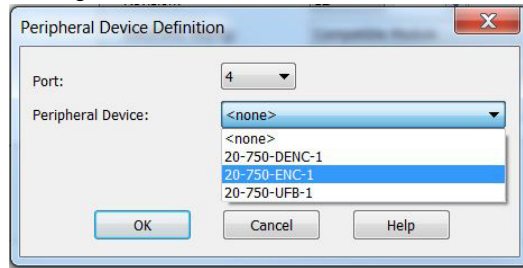 Peripheral Device Definition
X
Port:
4
Peripheral Device:
<none>
<none>
20-750-DENC-1
20-750-ENC-1
20-750-UFB-1
OK
Cancel
Help